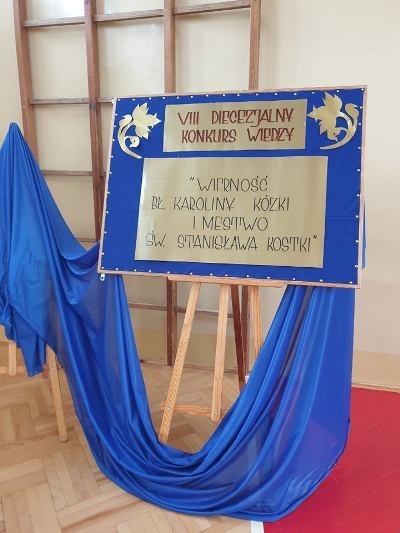 VIII DIECEZJALNY
KONKURS WIEDZY
"WIERNOŚĆ
BŁ. KAROLINY KÓZKI
I MĘSTWO
ŚW. STANISŁAWA KOSTKI"